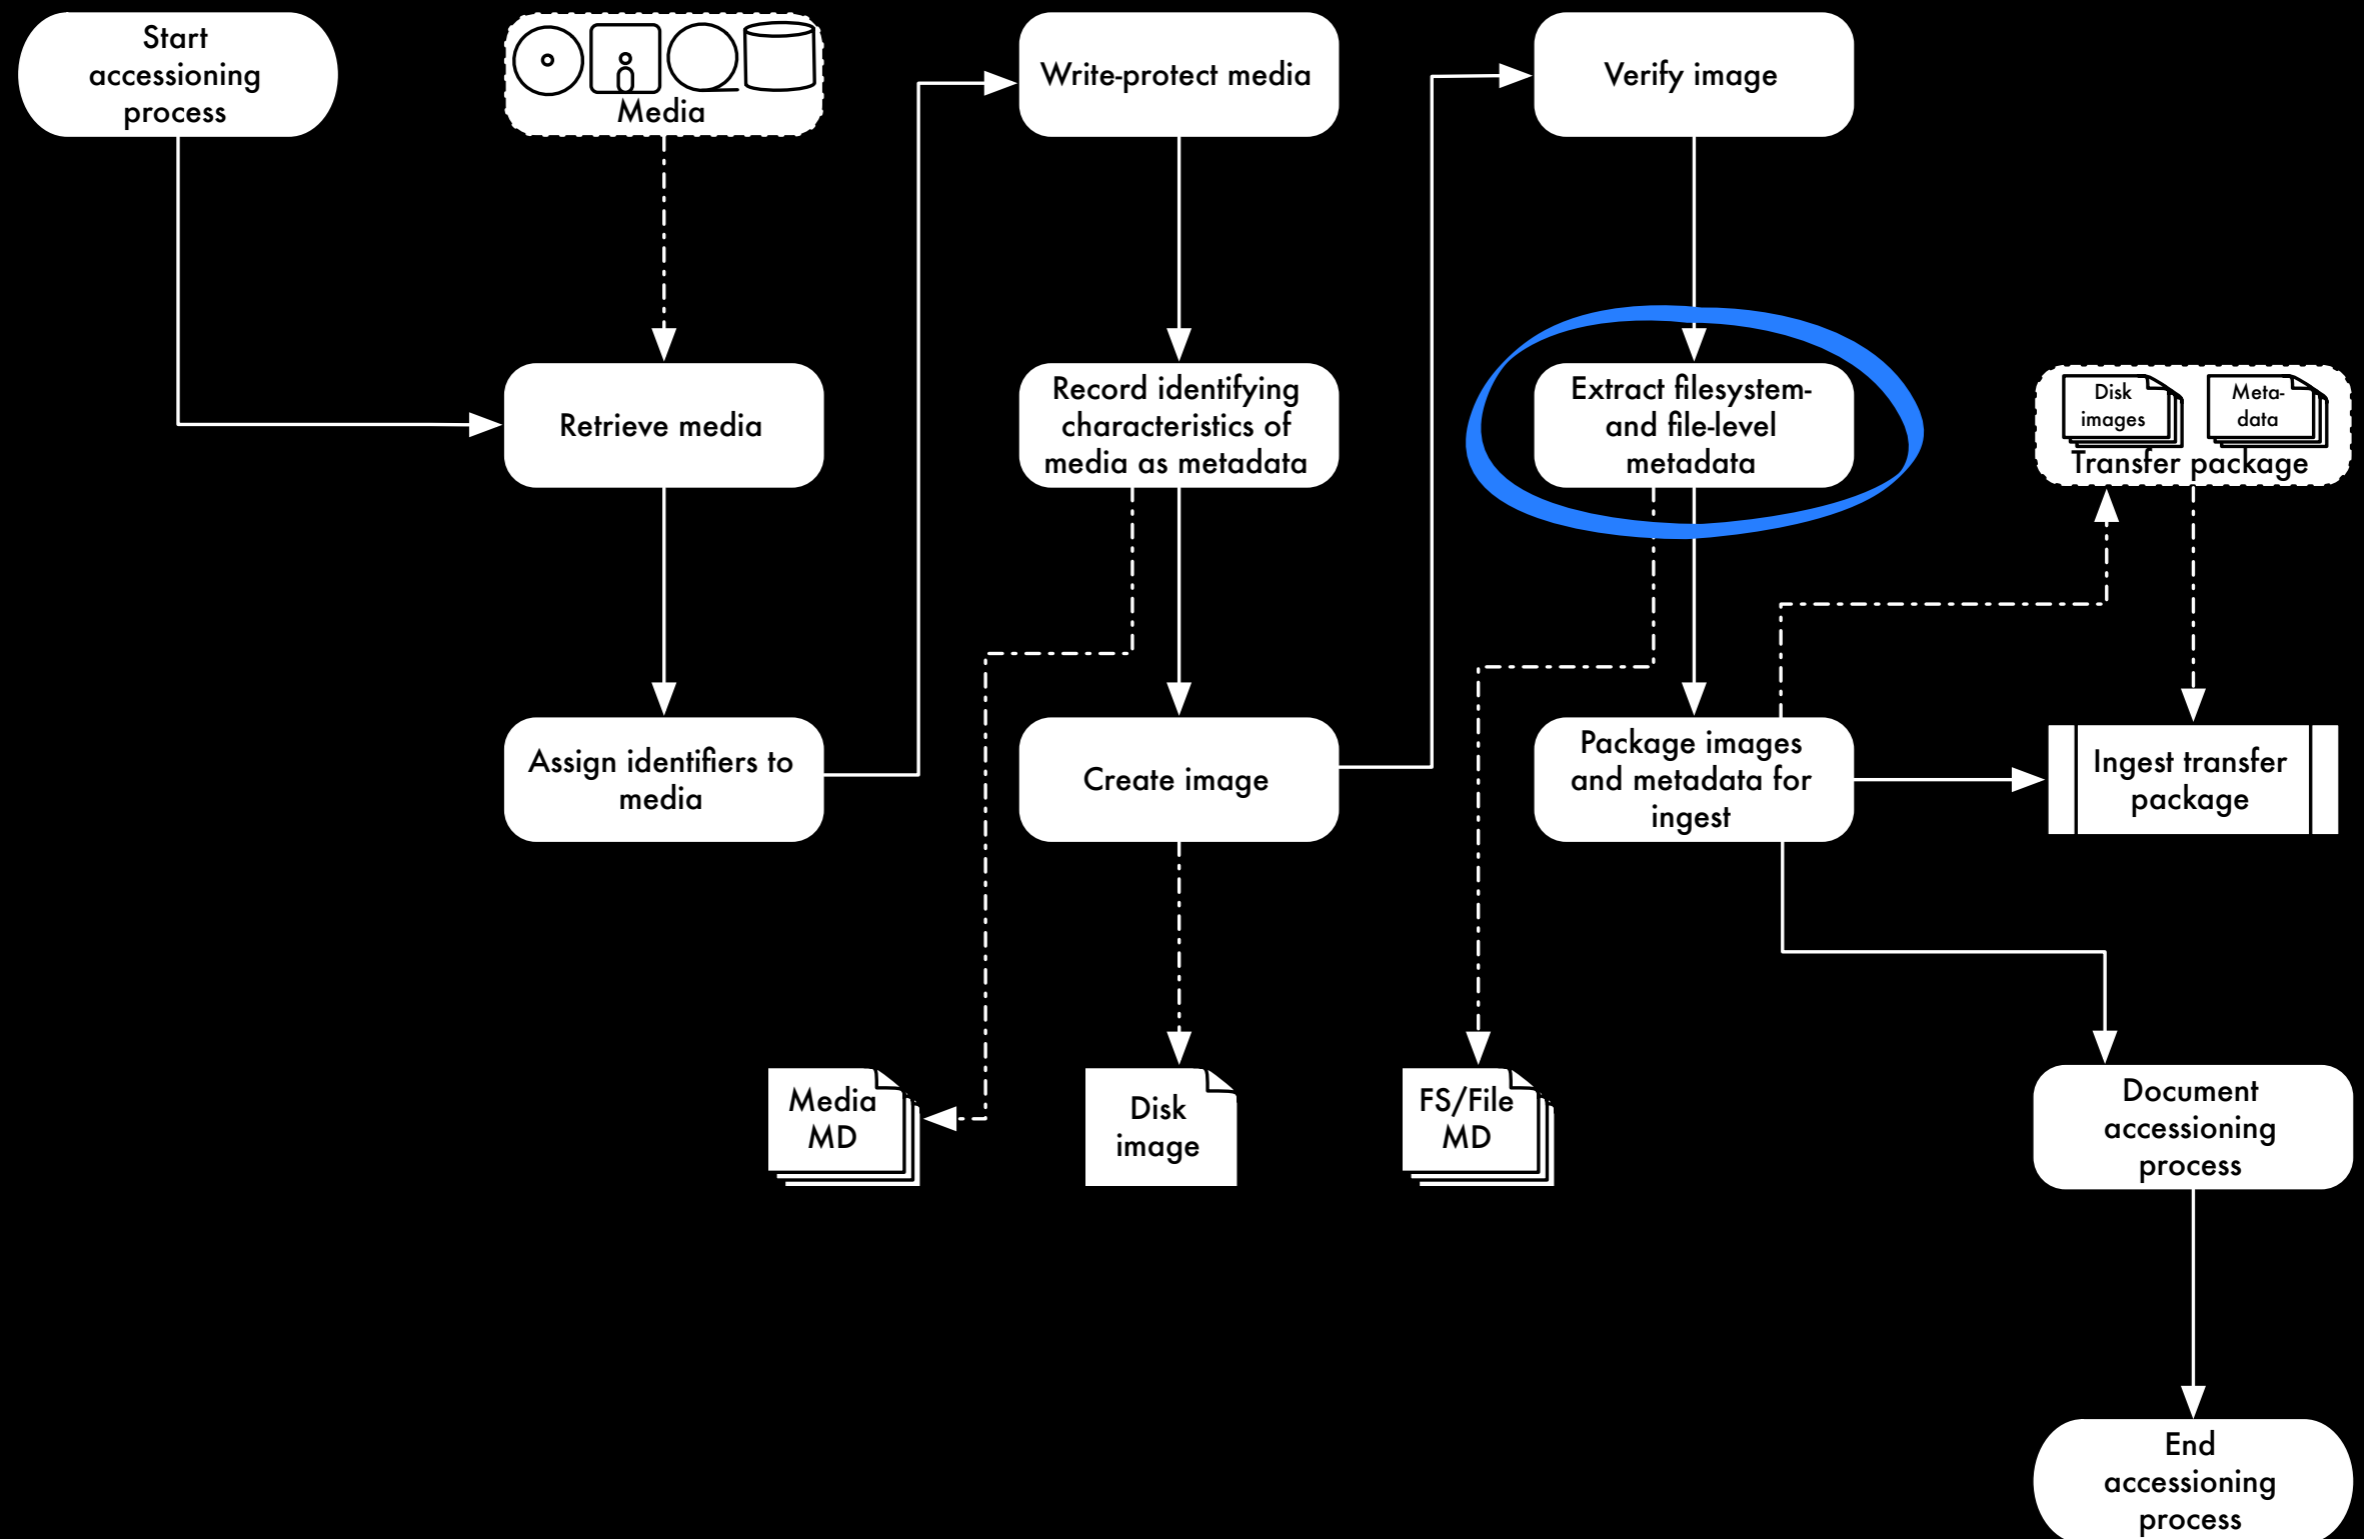 Start
accessioning
process
Media
Write-protect media
Verify image
Retrieve media
Record identifying
characteristics of
media as metadata
Extract filesystem-
and file-level
metadata
Disk
images
Meta-
data
Transfer package
Assign identifiers to
media
Create image
Package images
and metadata for
ingest
Ingest transfer
package
Media
MD
Disk
image
FS/File
MD
Document
accessioning
process
End
accessioning
process